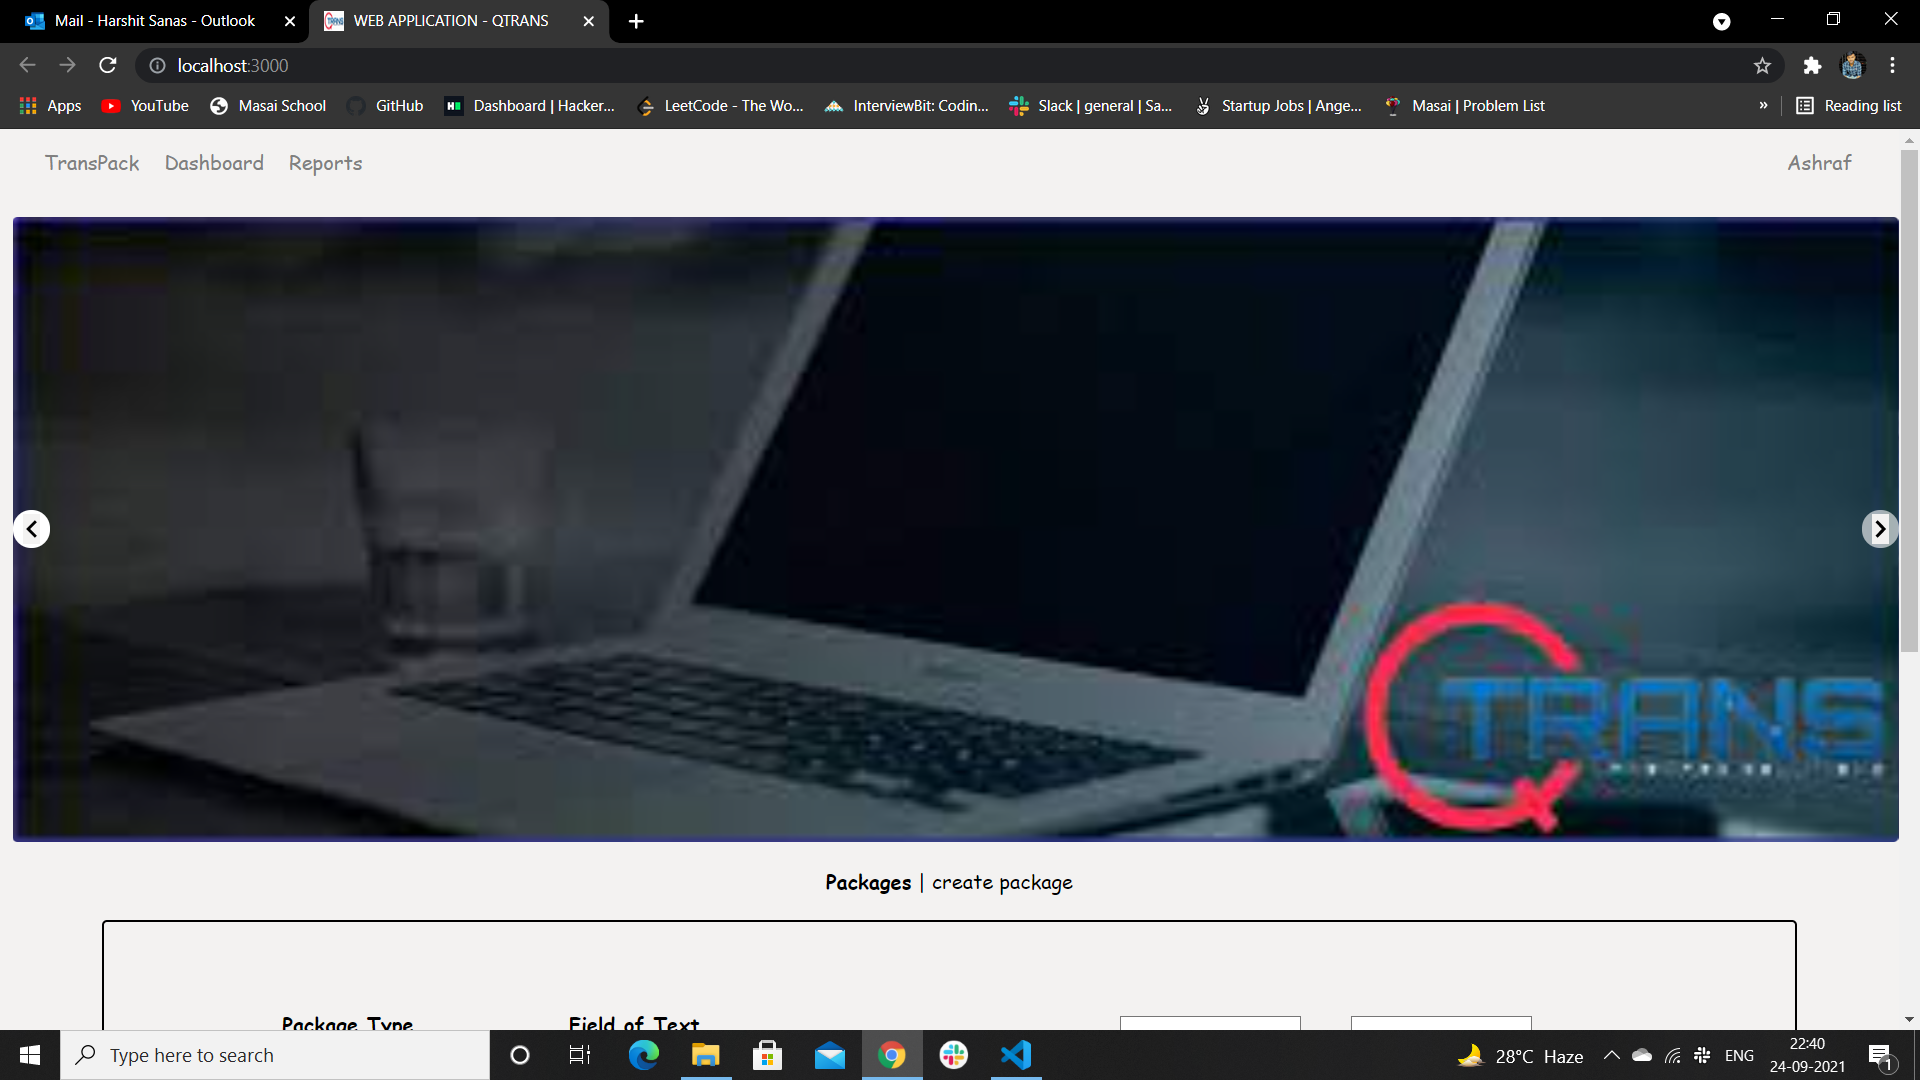 Mail - Harshit Sanas - Outlook
WEB APPLICATION - QTRANS
localhost:3000
Apps
YouTube
Masai School
GitHub
Dashboard | Hacker...
LeetCode - The Wo...
InterviewBit: Codin...
Slack | general | Sa...
Startup Jobs | Ange...
Masai | Problem List
»
Reading list
TransPack
Dashboard
Reports
Ashraf
QTRANS
Packages | create package
Package Type
Field of Text
Type here to search
28°C Haze
ENG
22:40
24-09-2021
1